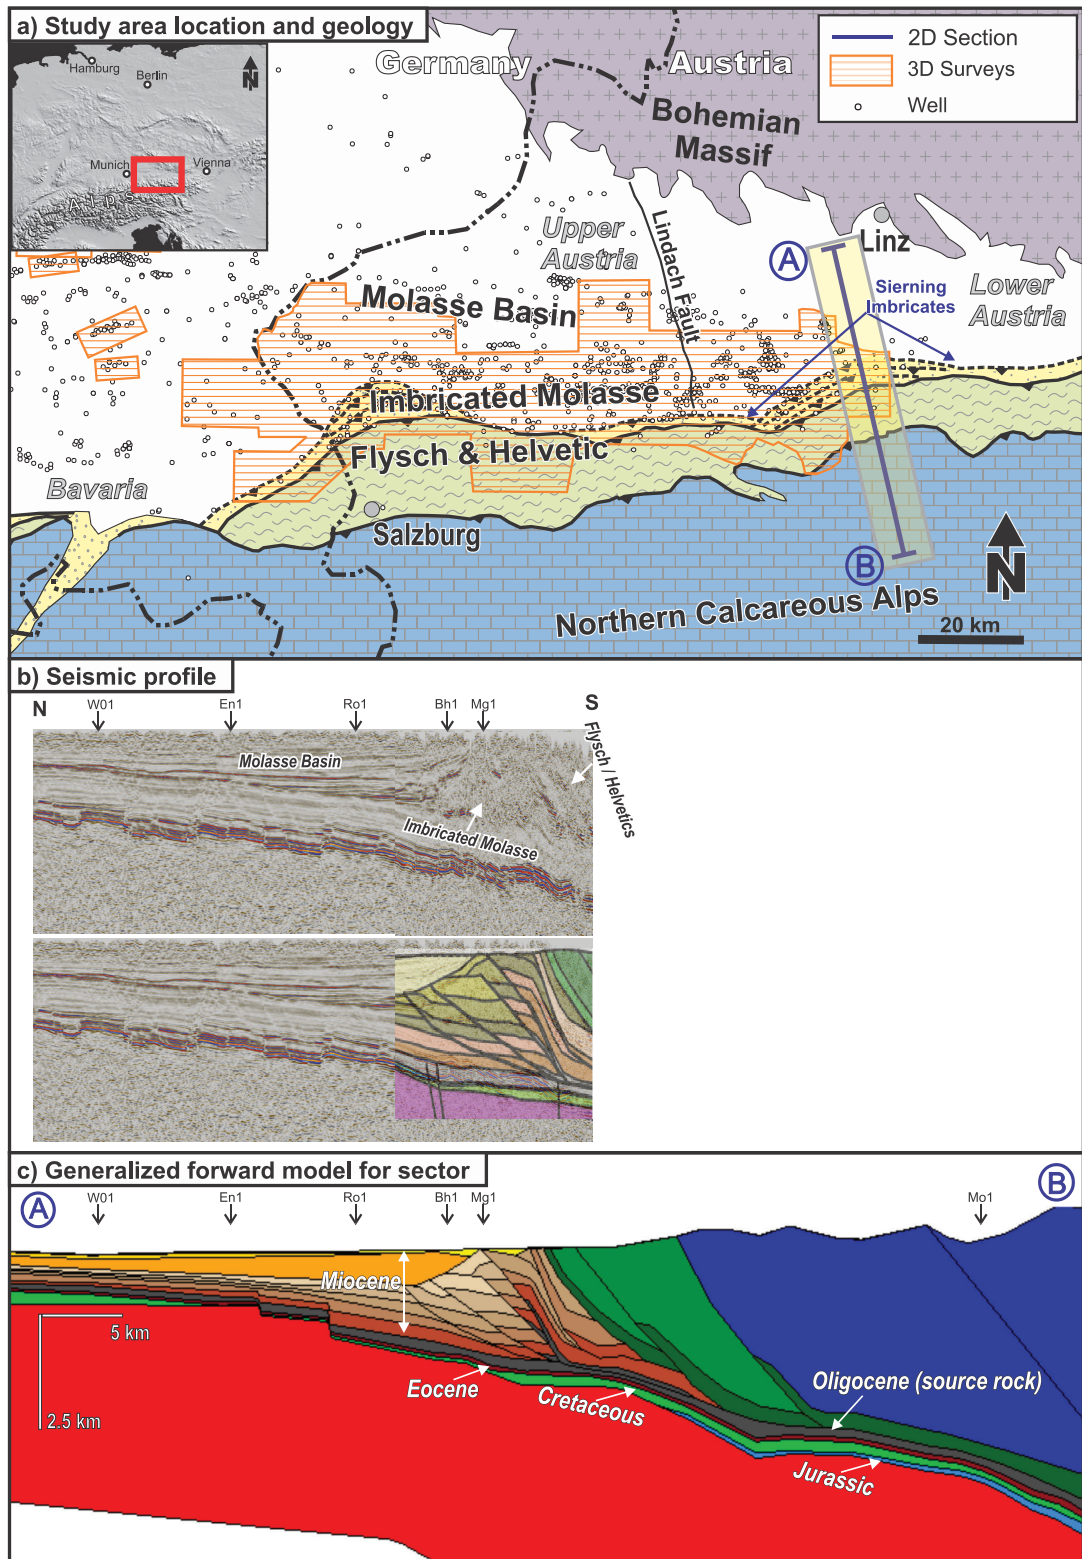 a) Study area location and geology
Hamburg
Berlin
N
Munich
Vienna
Alps
Germany
Austria
2D Section
3D Surveys
Well
Bohemian
Massif
Upper
Austria
Lindach Fault
Linz
A
Sierning
Imbricates
Lower
Austria
Molasse Basin
Imbricated Molasse
Flysch & Helvetic
Bavaria
Salzburg
B
N
Northern Calcareous Alps
20 km
b) Seismic profile
N
W01
En1
Ro1
Bh1
Mg1
S
Molasse Basin
Flysch / Helvetics
Imbricated Molasse
c) Generalized forward model for sector
A
W01
En1
Ro1
Bh1
Mg1
Mo1
B
Miocene
5 km
2.5 km
Eocene
Cretaceous
Oligocene (source rock)
Jurassic